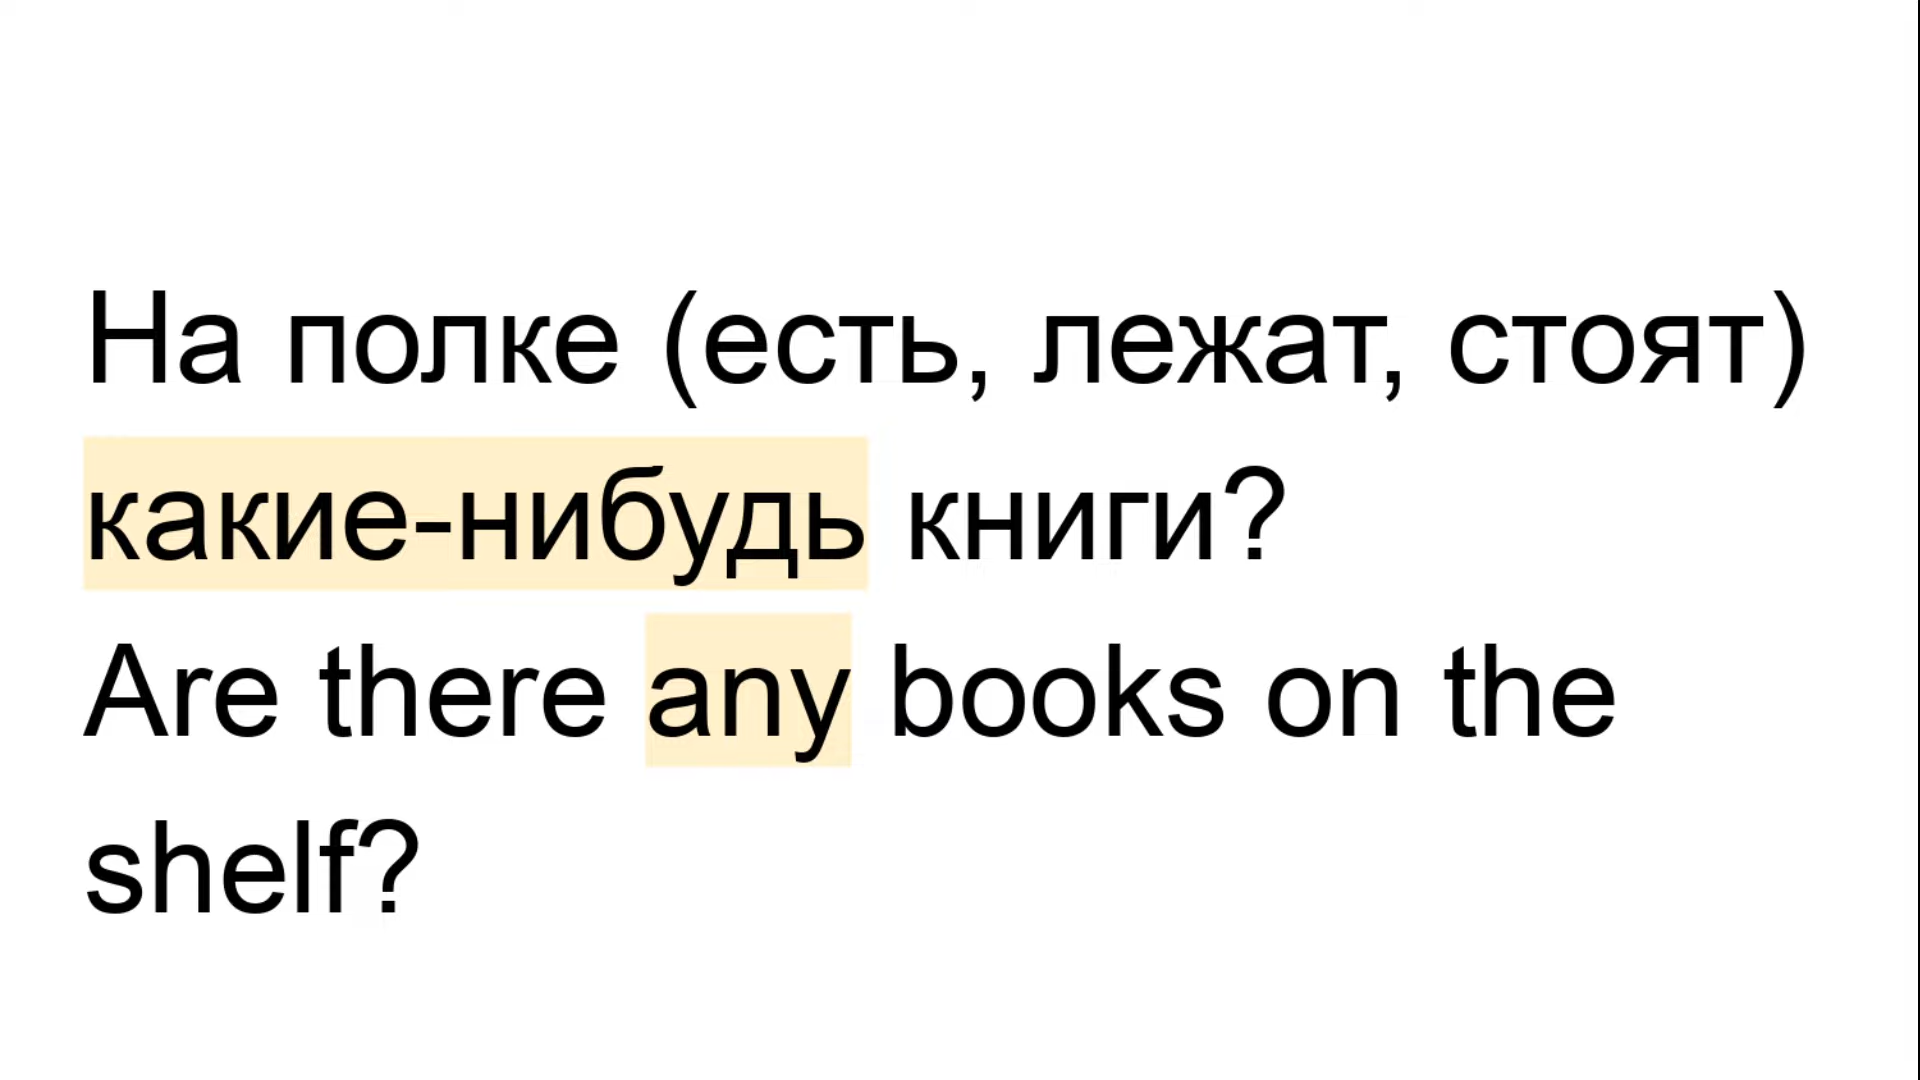 На полке (есть, лежат, стоят)
какие-нибудь книги?
Are there any books on the
shelf?